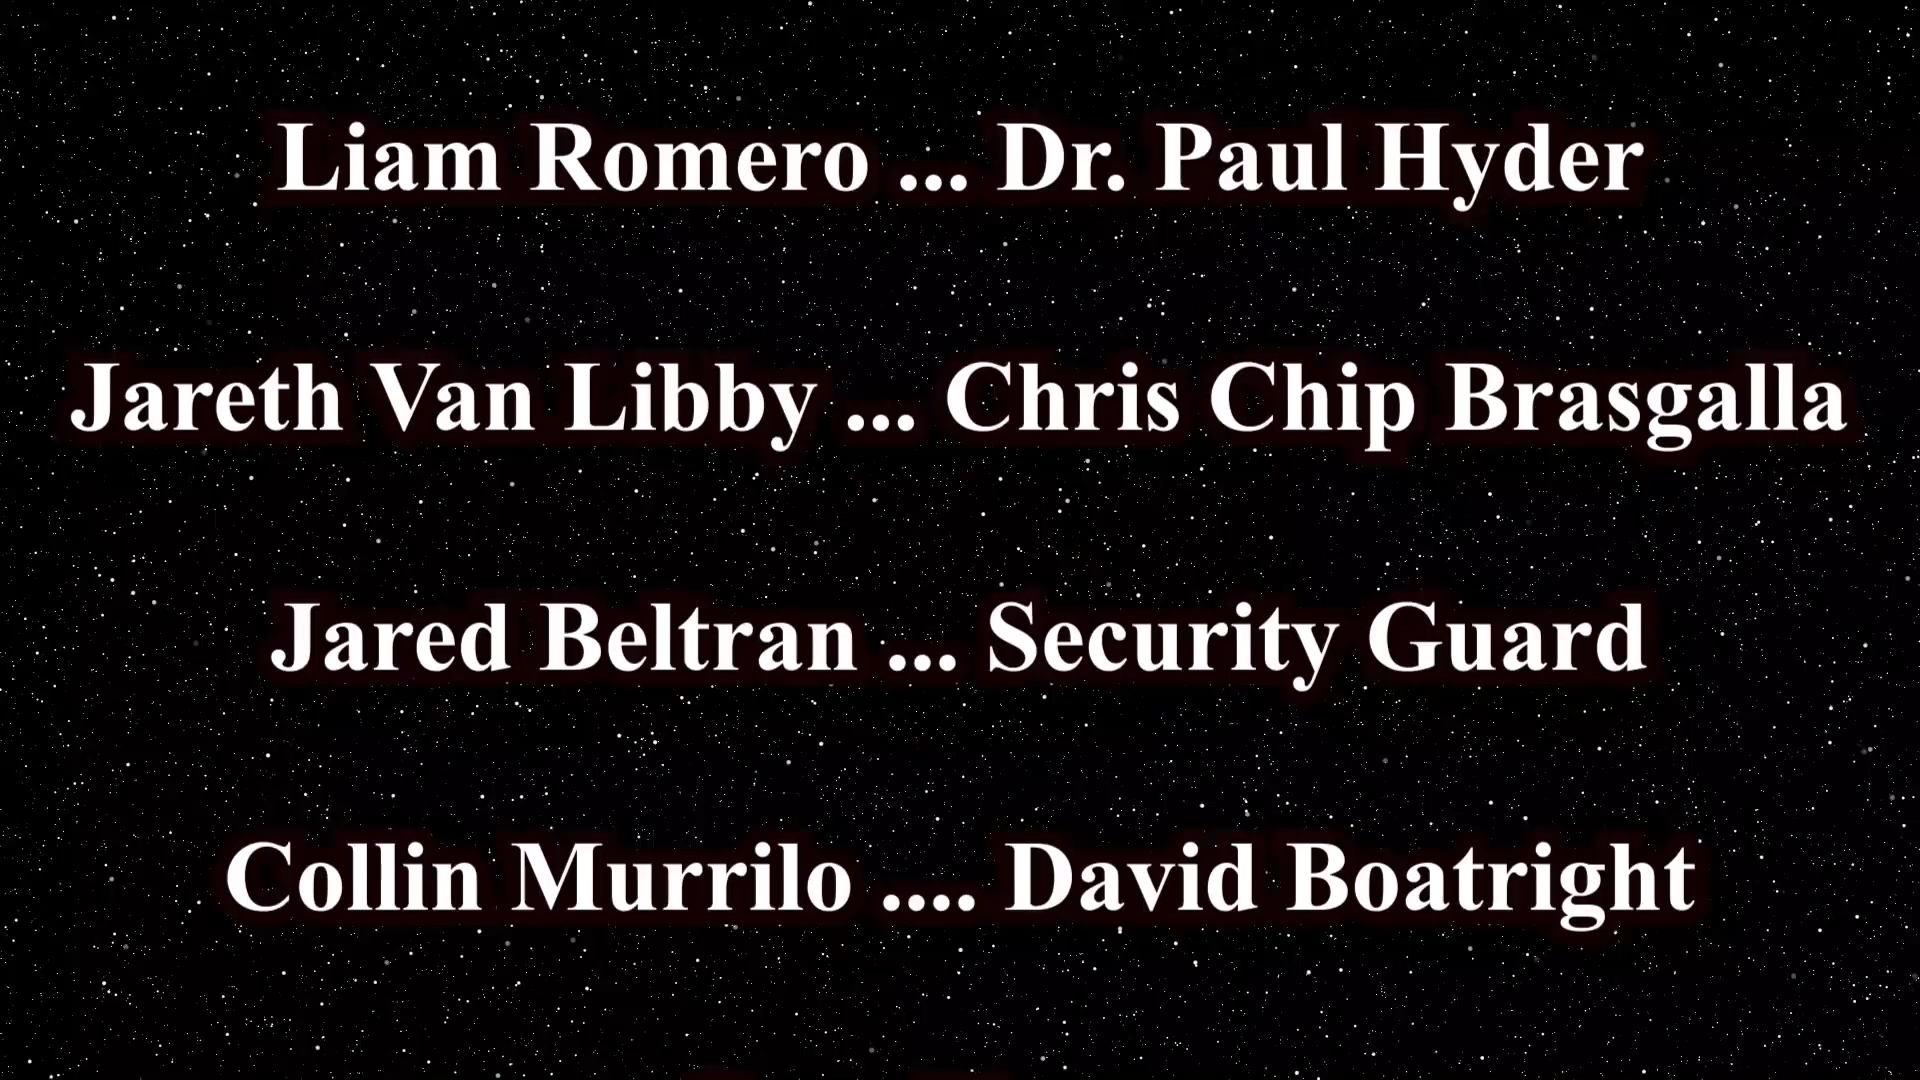 Liam Romero ... Dr. Paul Hyder
Jareth Van Libby ... Chris Chip Brasgalla
Jared Beltran ... Security Guard
Collin Murrilo .... David Boatright